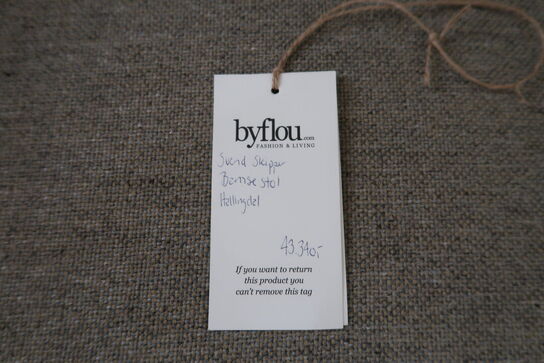 byflou.com
FASHION & LIVING
Svend Skipper
Bamse stol
Hallingdal
43.340,-
If you want to return
this product you
can't remove this tag